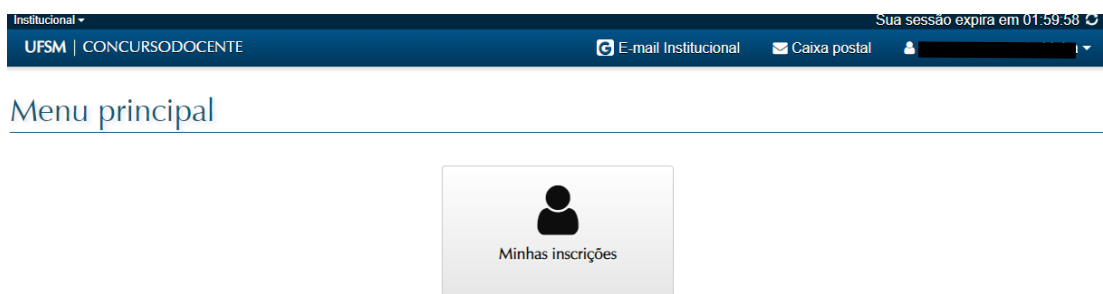 Institucional Sua sessão expira em 01:59:58
UFSM | CONCURSODOCENTE E-mail Institucional Caixa postal
Menu principal
Minhas inscrições